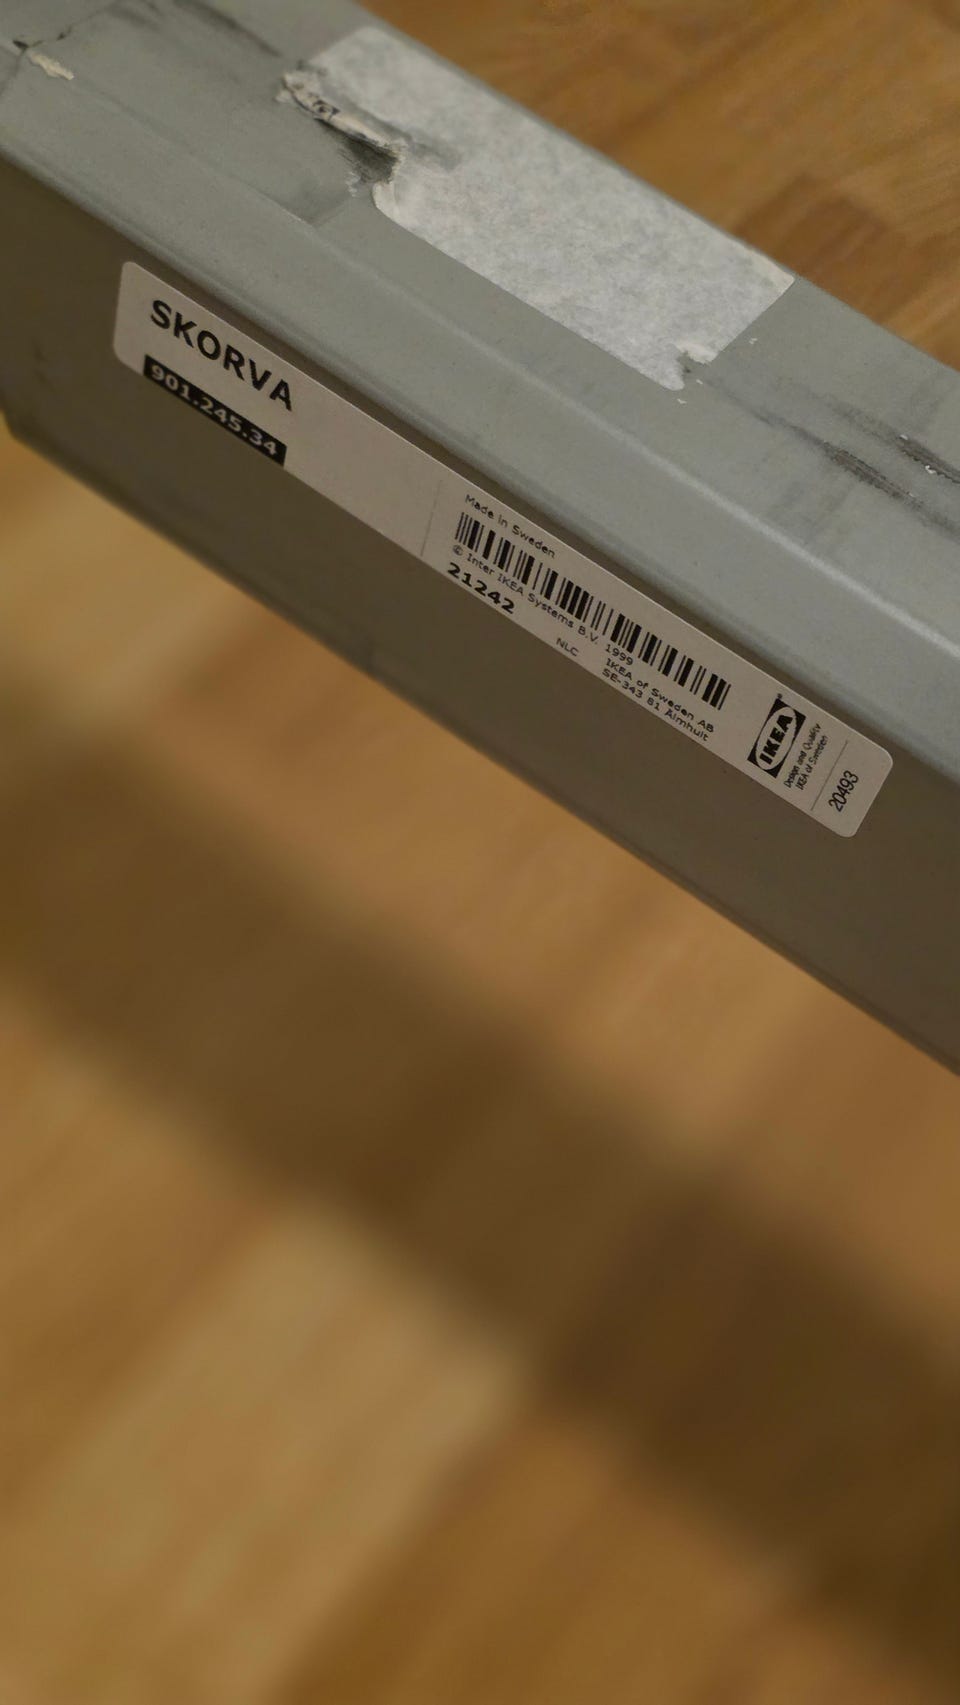 SKORVA
901.245.34
Made in Sweden
© Inter IKEA Systems B.V. 1999
21242
NLC
IKEA of Sweden AB
SE-343 81 Älmhult
IKEA®
Design and Quality
IKEA of Sweden
20493